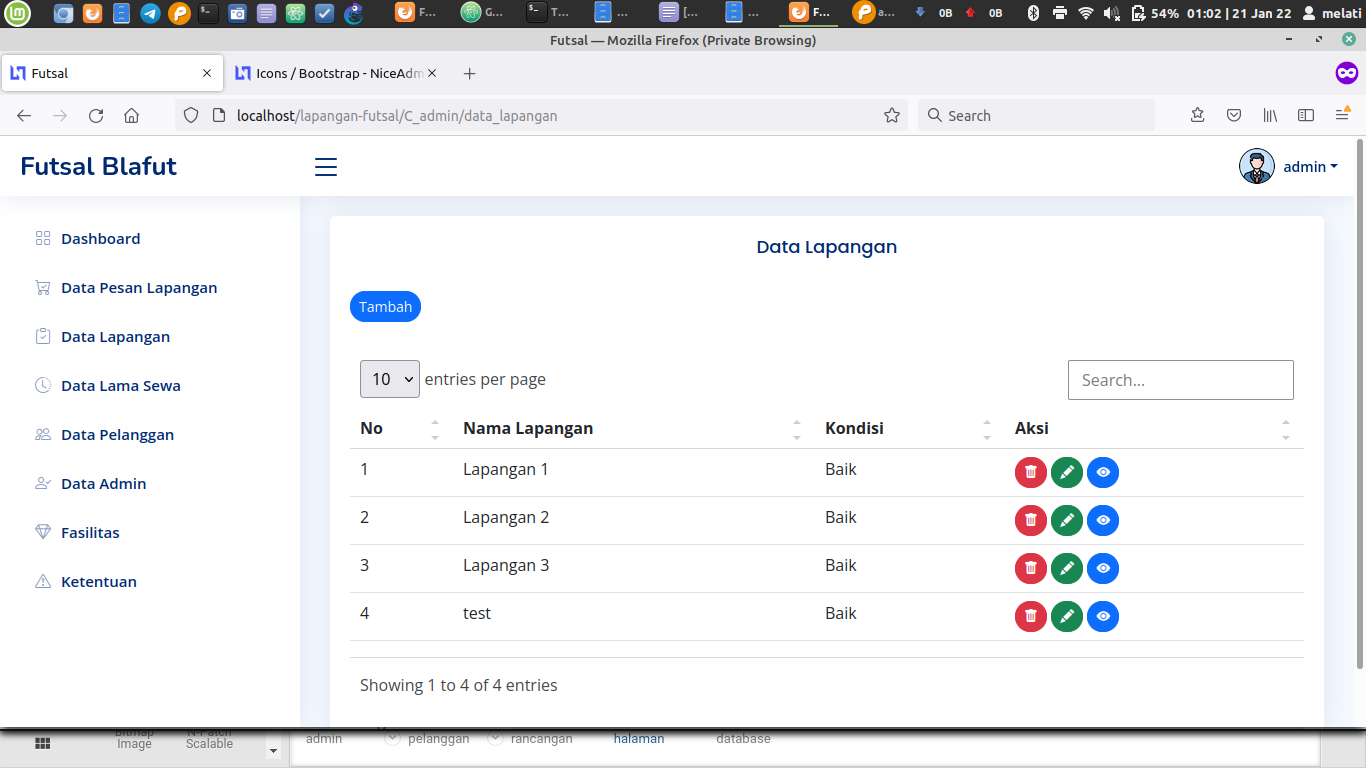 F... G... T... ... [... ... F... a... 0B 0B 54% 01:02 | 21 Jan 22 melati
Futsal — Mozilla Firefox (Private Browsing)
Futsal Icons / Bootstrap - NiceAdm
localhost/lapangan-futsal/C_admin/data_lapangan Search
Futsal Blafut admin
Dashboard
Data Pesan Lapangan
Data Lapangan
Data Lama Sewa
Data Pelanggan
Data Admin
Fasilitas
Ketentuan
Data Lapangan
Tambah
10 entries per page Search...
No Nama Lapangan Kondisi Aksi
1 Lapangan 1 Baik
2 Lapangan 2 Baik
3 Lapangan 3 Baik
4 test Baik
Showing 1 to 4 of 4 entries
Bitmap Image N-Patch Scalable admin pelanggan rancangan halaman database